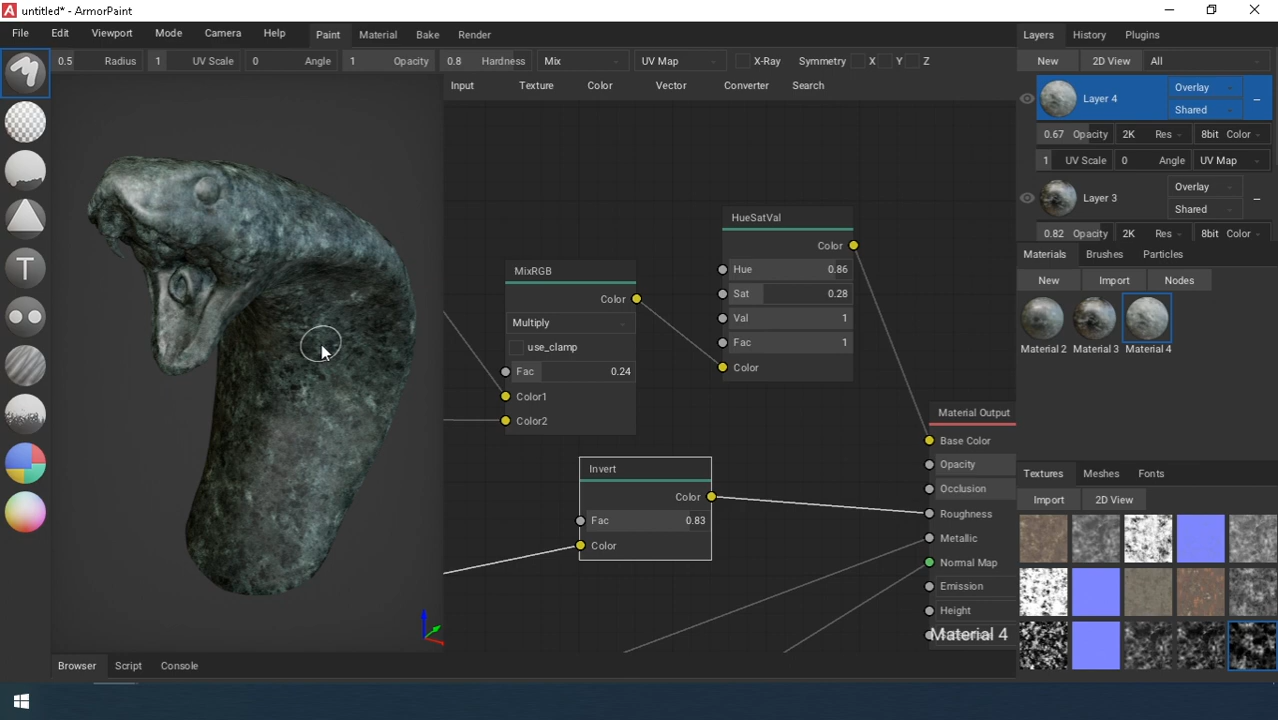 untitled* - ArmorPaint
File Edit Viewport Mode Camera Help Paint Material Bake Render
Layers History Plugins
0.5 Radius 1 UV Scale 0 Angle 1 Opacity 0.8 Hardness Mix UV Map X-Ray Symmetry X Y Z
New 2D View All
Input Texture Color Vector Converter Search
Layer 4
Overlay
Shared
0.67 Opacity 2K Res 8bit Color
1 UV Scale 0 Angle UV Map
Layer 3
Overlay
Shared
0.82 Opacity 2K Res 8bit Color
Materials Brushes Particles
New Import Nodes
Material 2 Material 3 Material 4
HueSatVal
Color
Hue 0.86
Sat 0.28
Val 1
Fac 1
Color
MixRGB
Color
Multiply
use_clamp
Fac 0.24
Color1
Color2
Invert
Color
Fac 0.83
Color
Material Output
Base Color
Opacity
Occlusion
Roughness
Metallic
Normal Map
Emission
Height
Material 4
Textures Meshes Fonts
Import 2D View
T
Browser Script Console